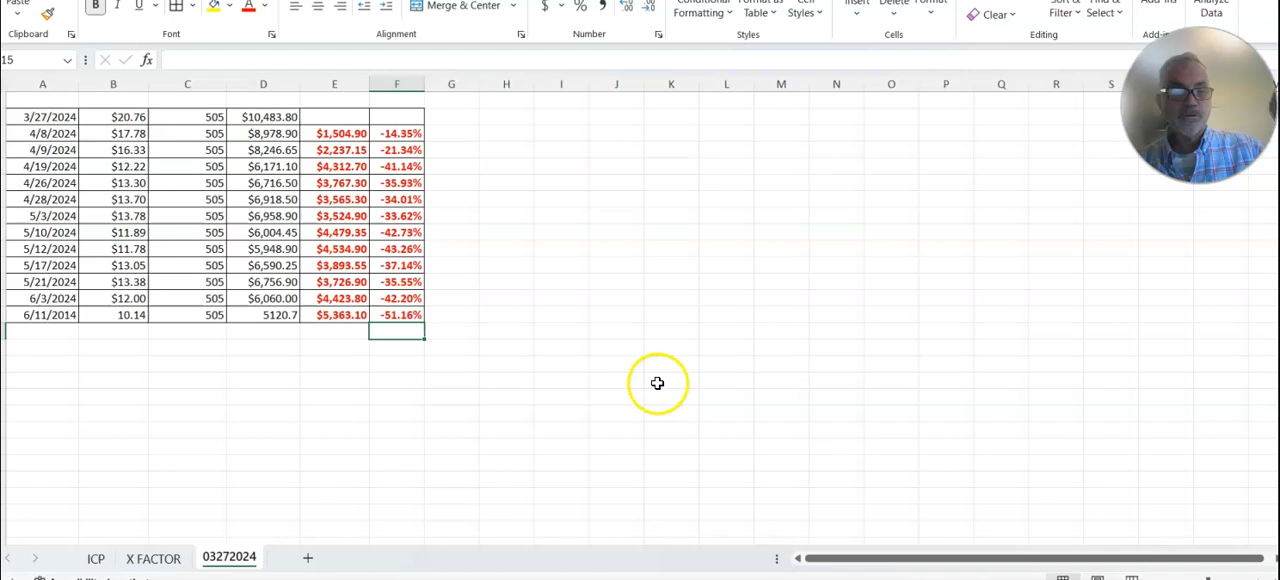 Paste
B I U
A
Merge & Center
$ % 9
Conditional Format as Cell
Formatting Table Styles
Insert Delete Format
Clear
Sort & Find &
Filter Select
Add-ins Analyze
Data
Clipboard Font Alignment Number Styles Cells Editing Add-in
15 fx
A B C D E F G H I J K L M N O P Q R S
3/27/2024 $20.76 505 $10,483.80
4/8/2024 $17.78 505 $8,978.90 $1,504.90 -14.35%
4/9/2024 $16.33 505 $8,246.65 $2,237.15 -21.34%
4/19/2024 $12.22 505 $6,171.10 $4,312.70 -41.14%
4/26/2024 $13.30 505 $6,716.50 $3,767.30 -35.93%
4/28/2024 $13.70 505 $6,918.50 $3,565.30 -34.01%
5/3/2024 $13.78 505 $6,958.90 $3,524.90 -33.62%
5/10/2024 $11.89 505 $6,004.45 $4,479.35 -42.73%
5/12/2024 $11.78 505 $5,948.90 $4,534.90 -43.26%
5/17/2024 $13.05 505 $6,590.25 $3,893.55 -37.14%
5/21/2024 $13.38 505 $6,756.90 $3,726.90 -35.55%
6/3/2024 $12.00 505 $6,060.00 $4,423.80 -42.20%
6/11/2014 10.14 505 5120.7 $5,363.10 -51.16%
ICP X FACTOR 03272024 +